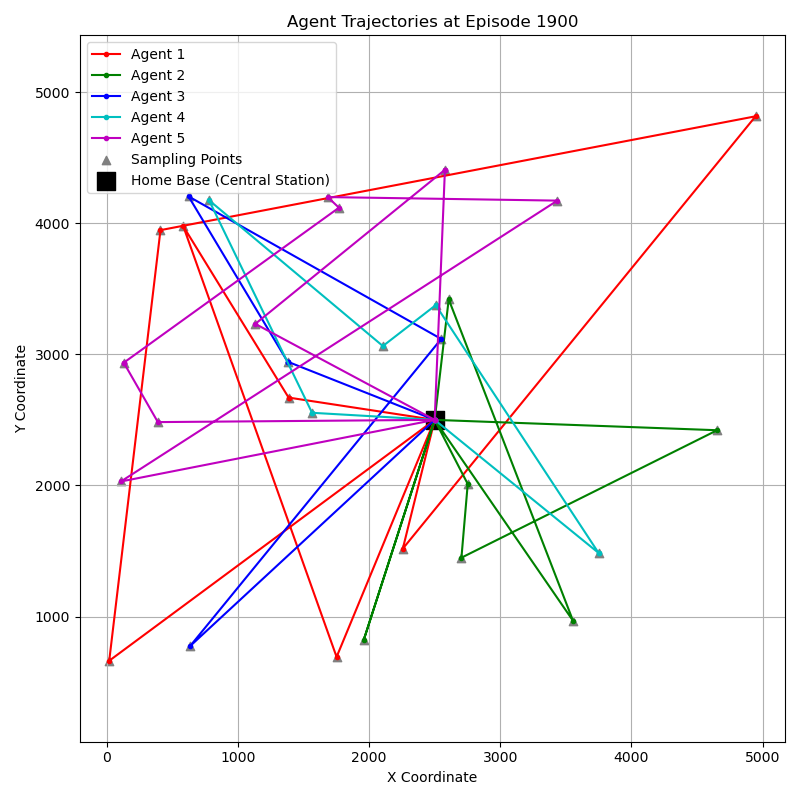 Agent Trajectories at Episode 1900
Agent 1
Agent 2
Agent 3
Agent 4
Agent 5
Sampling Points
Home Base (Central Station)
Y Coordinate
5000
4000
3000
2000
1000
0 1000 2000 3000 4000 5000
X Coordinate